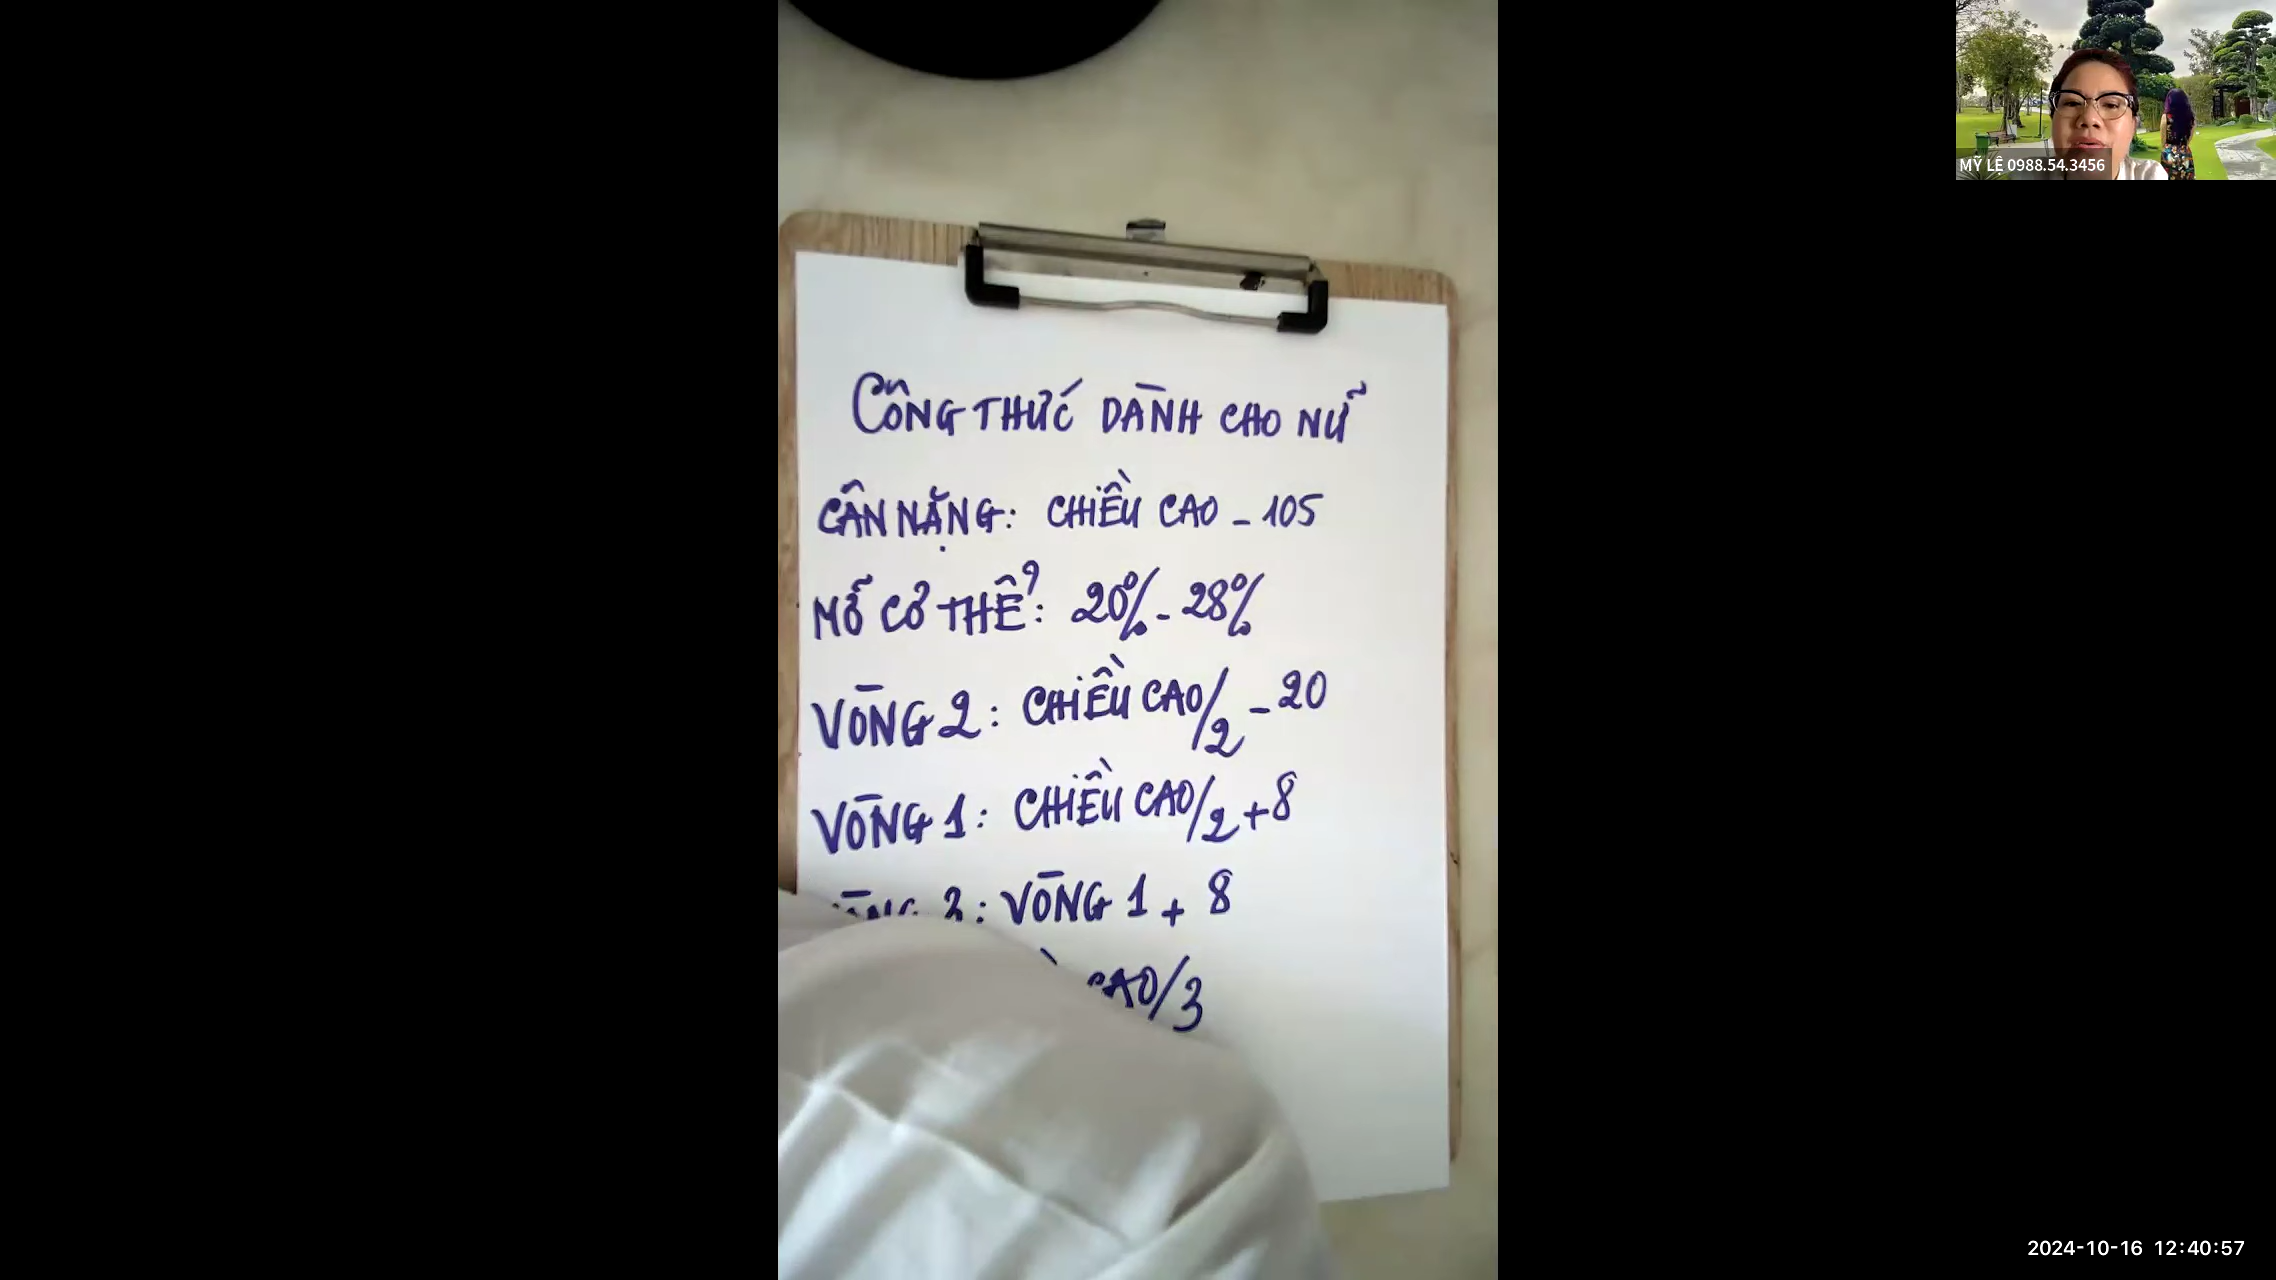 MỸ LÊ 0988.54.3456
CÔNG THỨC DÀNH CHO NỮ
CÂN NẶNG: CHIỀU CAO - 105
MỠ CƠ THỂ: 20% - 28%
VÒNG 2: CHIỀU CAO/2 - 20
VÒNG 1: CHIỀU CAO/2 + 8
3: VÒNG 1 + 8
CAO/3
2024-10-16 12:40:57